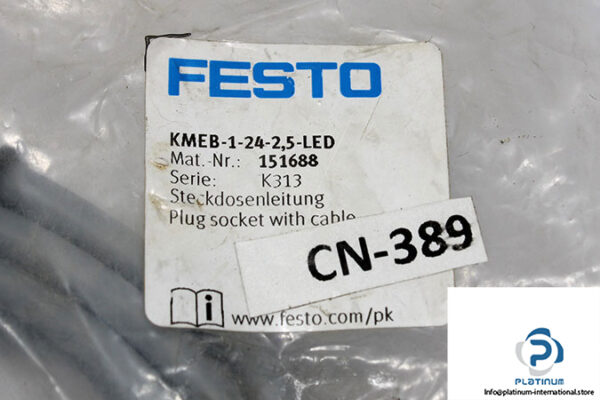 FESTO
KMEB-1-24-2,5-LED
Mat.-Nr.: 151688
Serie: K313
Steckdosenleitung
Plug socket with cable
CN-389
i www.festo.com/pk
PLATINUM
Info@platinum-international.store